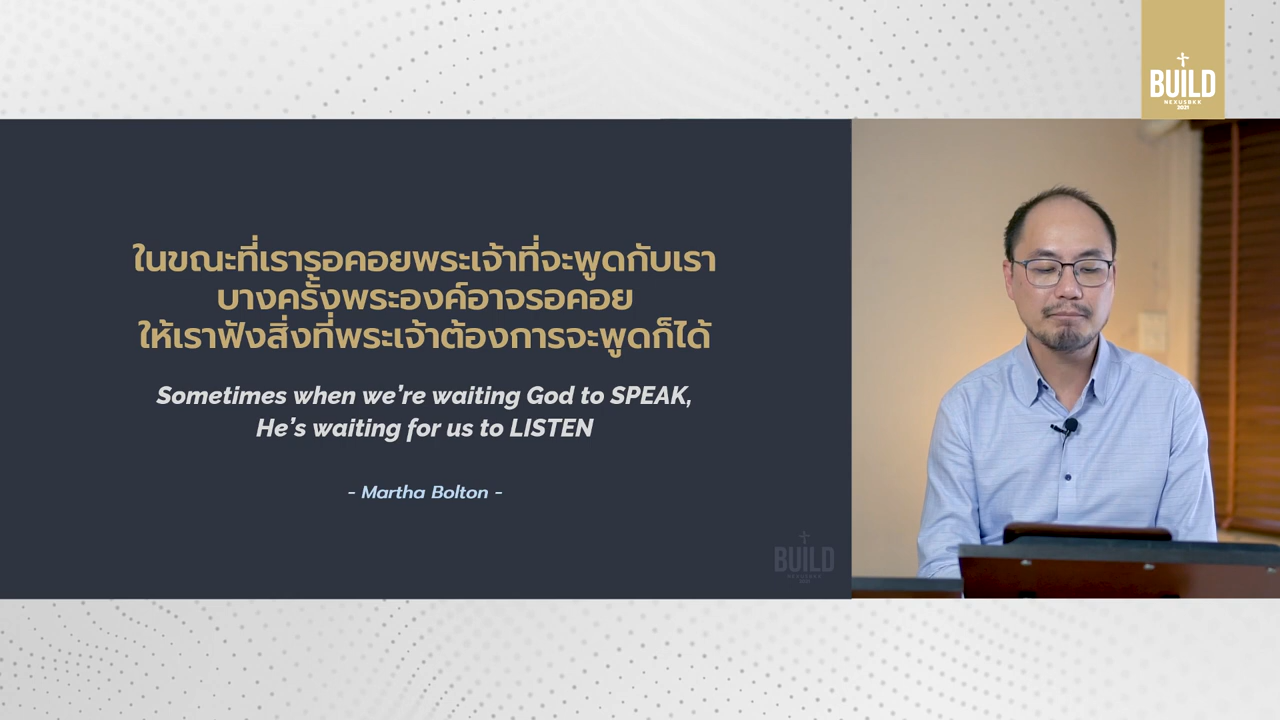 BUILD
NEXUSBKK
2021
ในขณะที่เรารอคอยพระเจ้าที่จะพูดกับเรา
บางครั้งพระองค์อาจรอคอย
ให้เราฟังสิ่งที่พระเจ้าต้องการจะพูดก็ได้
Sometimes when we’re waiting God to SPEAK,
He’s waiting for us to LISTEN
- Martha Bolton -
BUILD
NEXUSBKK
2021